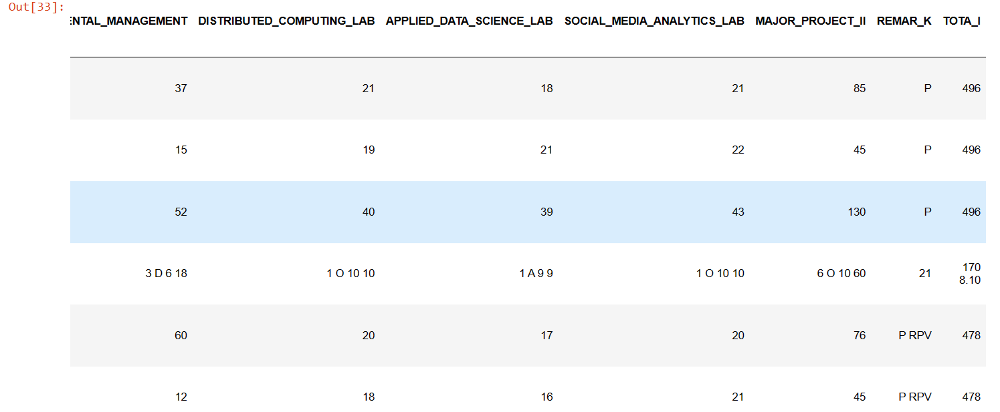 Out[33]:
ENTAL_MANAGEMENT DISTRIBUTED_COMPUTING_LAB APPLIED_DATA_SCIENCE_LAB SOCIAL_MEDIA_ANALYTICS_LAB MAJOR_PROJECT_II REMAR_K TOTA_l
37 21 18 21 85 P 496
15 19 21 22 45 P 496
52 40 39 43 130 P 496
3 D 6 18 1 O 10 10 1 A 9 9 1 O 10 10 6 O 10 60 21 170
8.10
60 20 17 20 76 P RPV 478
12 18 16 21 45 P RPV 478